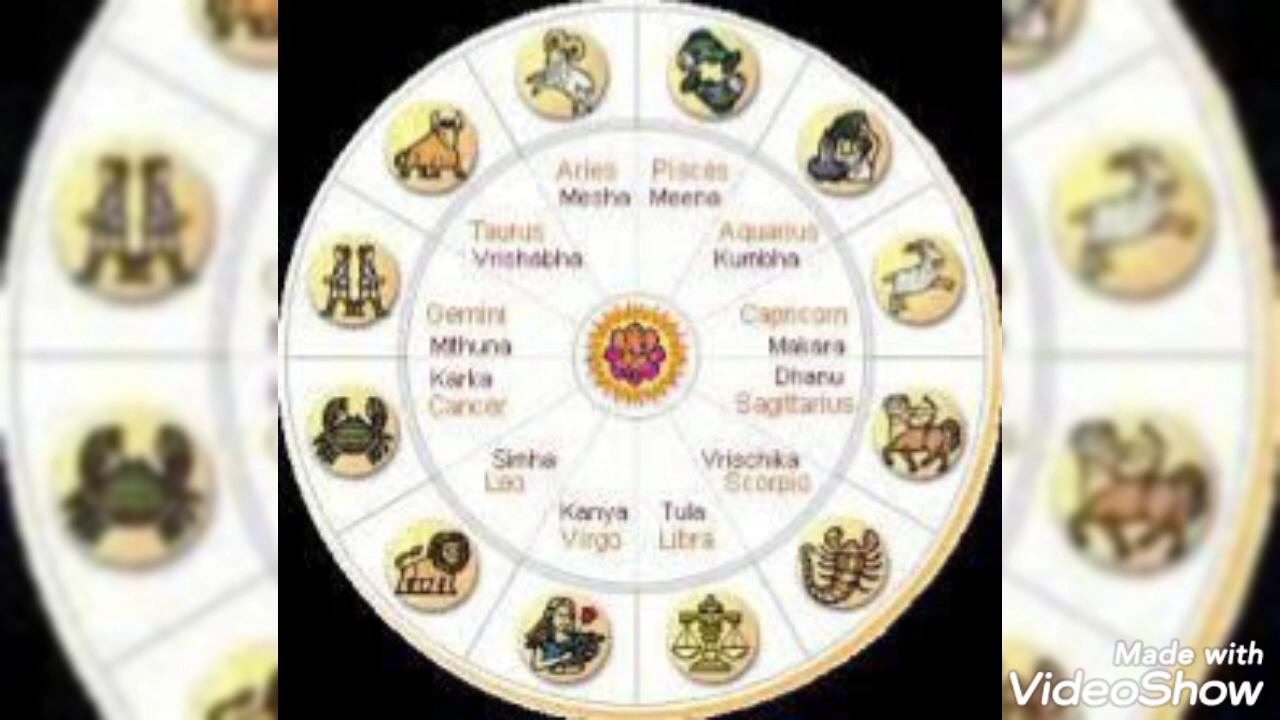 Aries Pisces
Mesha Meena
Taurus Aquarius
Vrishabha Kumbha
Gemini Capricorn
Mithuna Makara
Karka Dhanu
Cancer Sagittarius
Simha Vrischika
Leo Scorpio
Kanya Tula
Virgo Libra
Made with
VideoShow